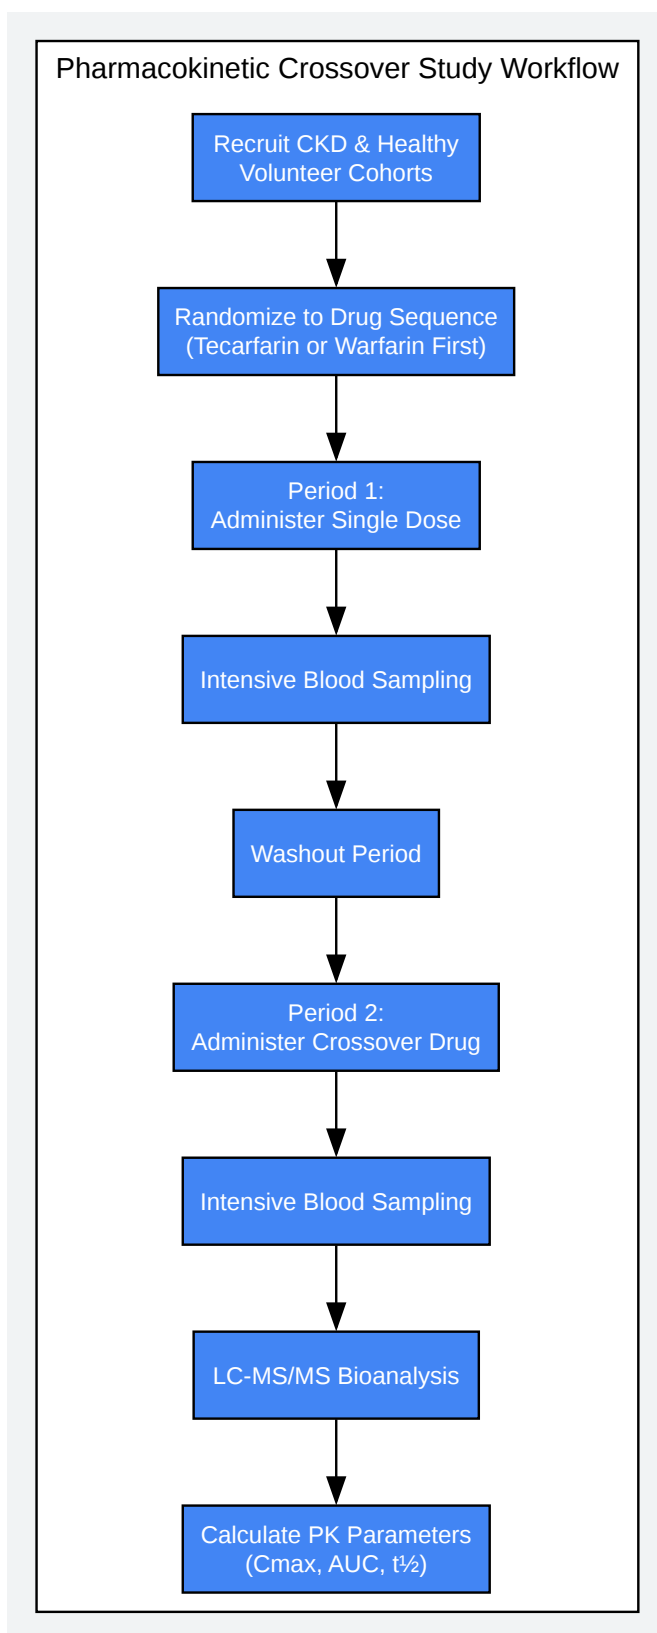 Pharmacokinetic Crossover Study Workflow
Recruit CKD & Healthy
Volunteer Cohorts
Randomize to Drug Sequence
(Tecarfarin or Warfarin First)
Period 1:
Administer Single Dose
Intensive Blood Sampling
Washout Period
Period 2:
Administer Crossover Drug
Intensive Blood Sampling
LC-MS/MS Bioanalysis
Calculate PK Parameters
(Cmax, AUC, t½)